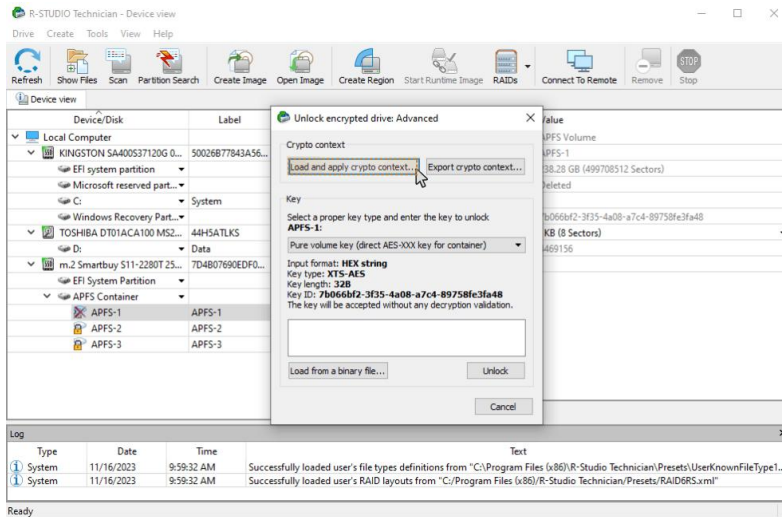 R-STUDIO Technician - Device view
Drive Create Tools View Help
Refresh Show Files Scan Partition Search Create Image Open Image Create Region Start Runtime Image RAIDs Connect To Remote Remove STOP Stop
Device view
Device/Disk Label Value
Local Computer APFS Volume
KINGSTON SA400S37120G 0... 50026B77843A56... APFS-1
EFI system partition 238.28 GB (499708512 Sectors)
Microsoft reserved part... Deleted
C: System
Windows Recovery Part... 7b066bf2-3f35-4a08-a7c4-89758fe3fa48
TOSHIBA DT01ACA100 MS2... 44H5ATLKS KB (8 Sectors)
D: Data 469156
m.2 Smartbuy S11-2280T 25... 7D4B07690EDF0...
EFI System Partition
APFS Container
APFS-1 APFS-1
APFS-2 APFS-2
APFS-3 APFS-3
Unlock encrypted drive: Advanced
Crypto context
Load and apply crypto context... Export crypto context...
Key
Select a proper key type and enter the key to unlock
APFS-1:
Pure volume key (direct AES-XXX key for container)
Input format: HEX string
Key type: XTS-AES
Key length: 32B
Key ID: 7b066bf2-3f35-4a08-a7c4-89758fe3fa48
The key will be accepted without any decryption validation.
Load from a binary file... Unlock
Cancel
Log
Type Date Time Text
System 11/16/2023 9:59:32 AM Successfully loaded user's file types definitions from "C:\Program Files (x86)\R-Studio Technician\Presets\UserKnownFileType1...
System 11/16/2023 9:59:32 AM Successfully loaded user's RAID layouts from "C:/Program Files (x86)/R-Studio Technician/Presets/RAID6RS.xml"
Ready